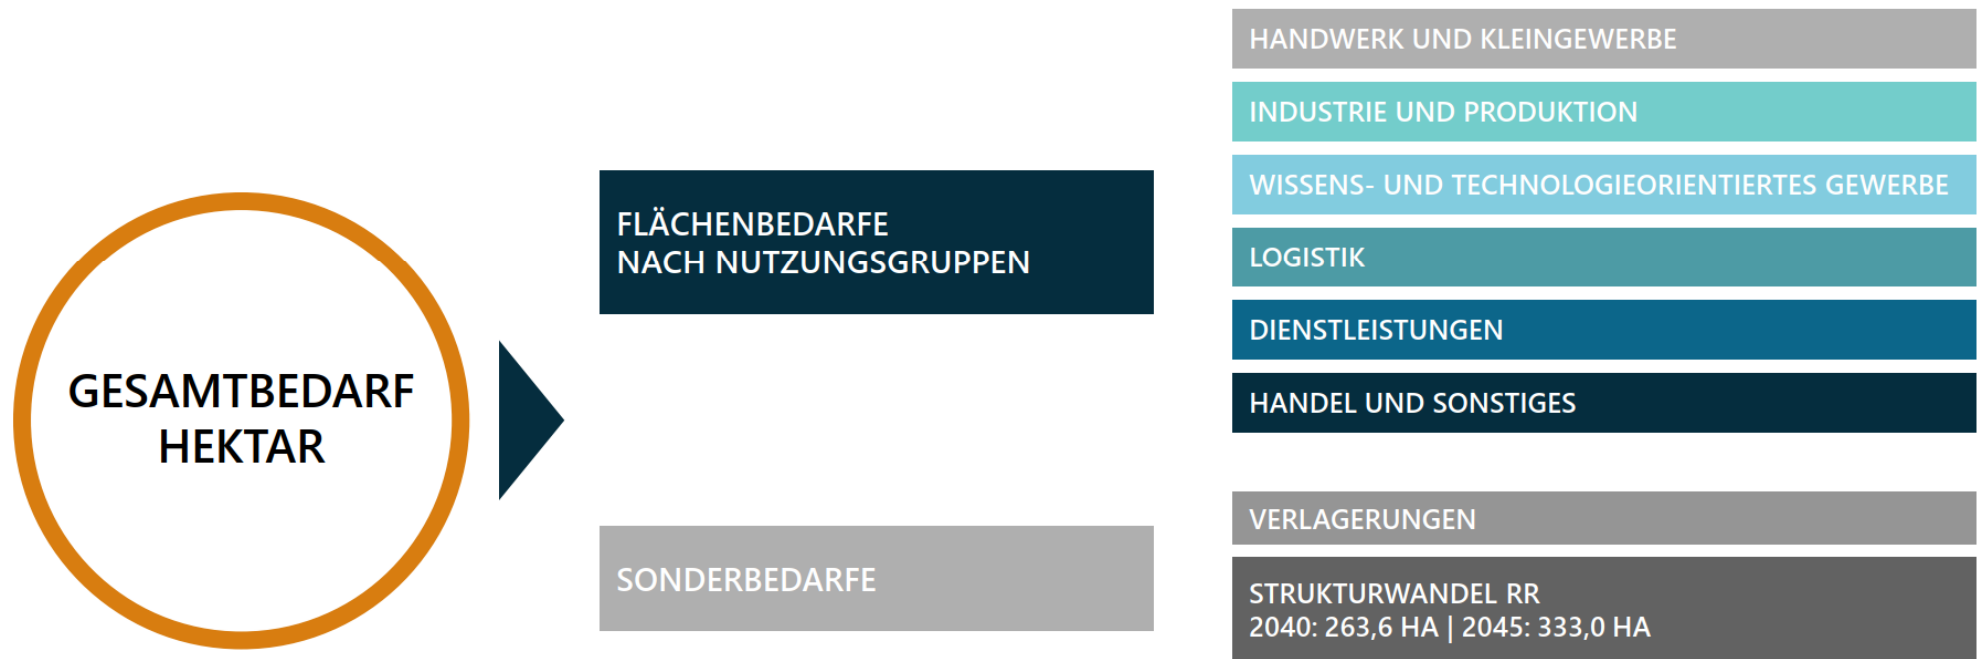 GESAMTBEDARF
HEKTAR
FLÄCHENBEDARFE
NACH NUTZUNGSGRUPPEN
SONDERBEDARFE
HANDWERK UND KLEINGEWERBE
INDUSTRIE UND PRODUKTION
WISSENS- UND TECHNOLOGIEORIENTIERTES GEWERBE
LOGISTIK
DIENSTLEISTUNGEN
HANDEL UND SONSTIGES
VERLAGERUNGEN
STRUKTURWANDEL RR
2040: 263,6 HA | 2045: 333,0 HA